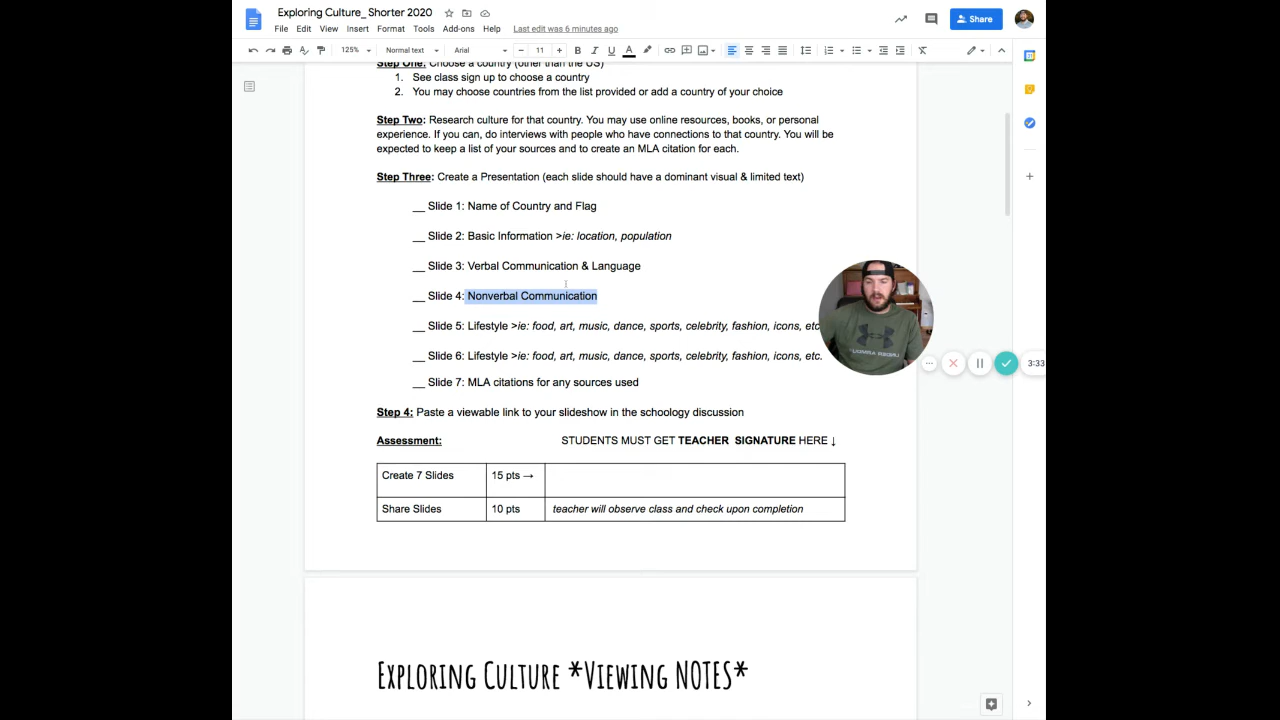 Exploring Culture_ Shorter 2020
File Edit View Insert Format Tools Add-ons Help Last edit was 6 minutes ago
Share
125% Normal text Arial 11 B I U A
Step One: Choose a country (other than the US)
1. See class sign up to choose a country
2. You may choose countries from the list provided or add a country of your choice
Step Two: Research culture for that country. You may use online resources, books, or personal
experience. If you can, do interviews with people who have connections to that country. You will be
expected to keep a list of your sources and to create an MLA citation for each.
Step Three: Create a Presentation (each slide should have a dominant visual & limited text)
__ Slide 1: Name of Country and Flag
__ Slide 2: Basic Information >ie: location, population
__ Slide 3: Verbal Communication & Language
__ Slide 4: Nonverbal Communication
__ Slide 5: Lifestyle >ie: food, art, music, dance, sports, celebrity, fashion, icons, etc
__ Slide 6: Lifestyle >ie: food, art, music, dance, sports, celebrity, fashion, icons, etc.
__ Slide 7: MLA citations for any sources used
3:33
Step 4: Paste a viewable link to your slideshow in the schoology discussion
Assessment: STUDENTS MUST GET TEACHER SIGNATURE HERE ↓
Create 7 Slides 15 pts →
Share Slides 10 pts teacher will observe class and check upon completion
Exploring Culture *Viewing NOTES*